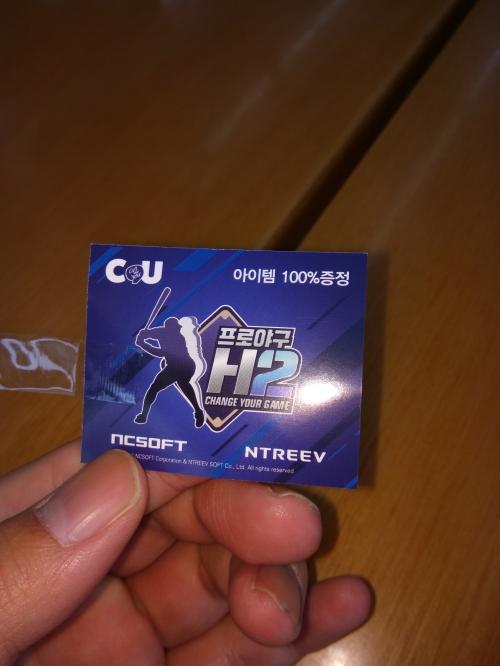 CU
아이템 100%증정
프로야구
H2
CHANGE YOUR GAME
NCSOFT
NTREEV
NCSOFT Corporation & NTREEV SOFT Co., Ltd. All rights reserved